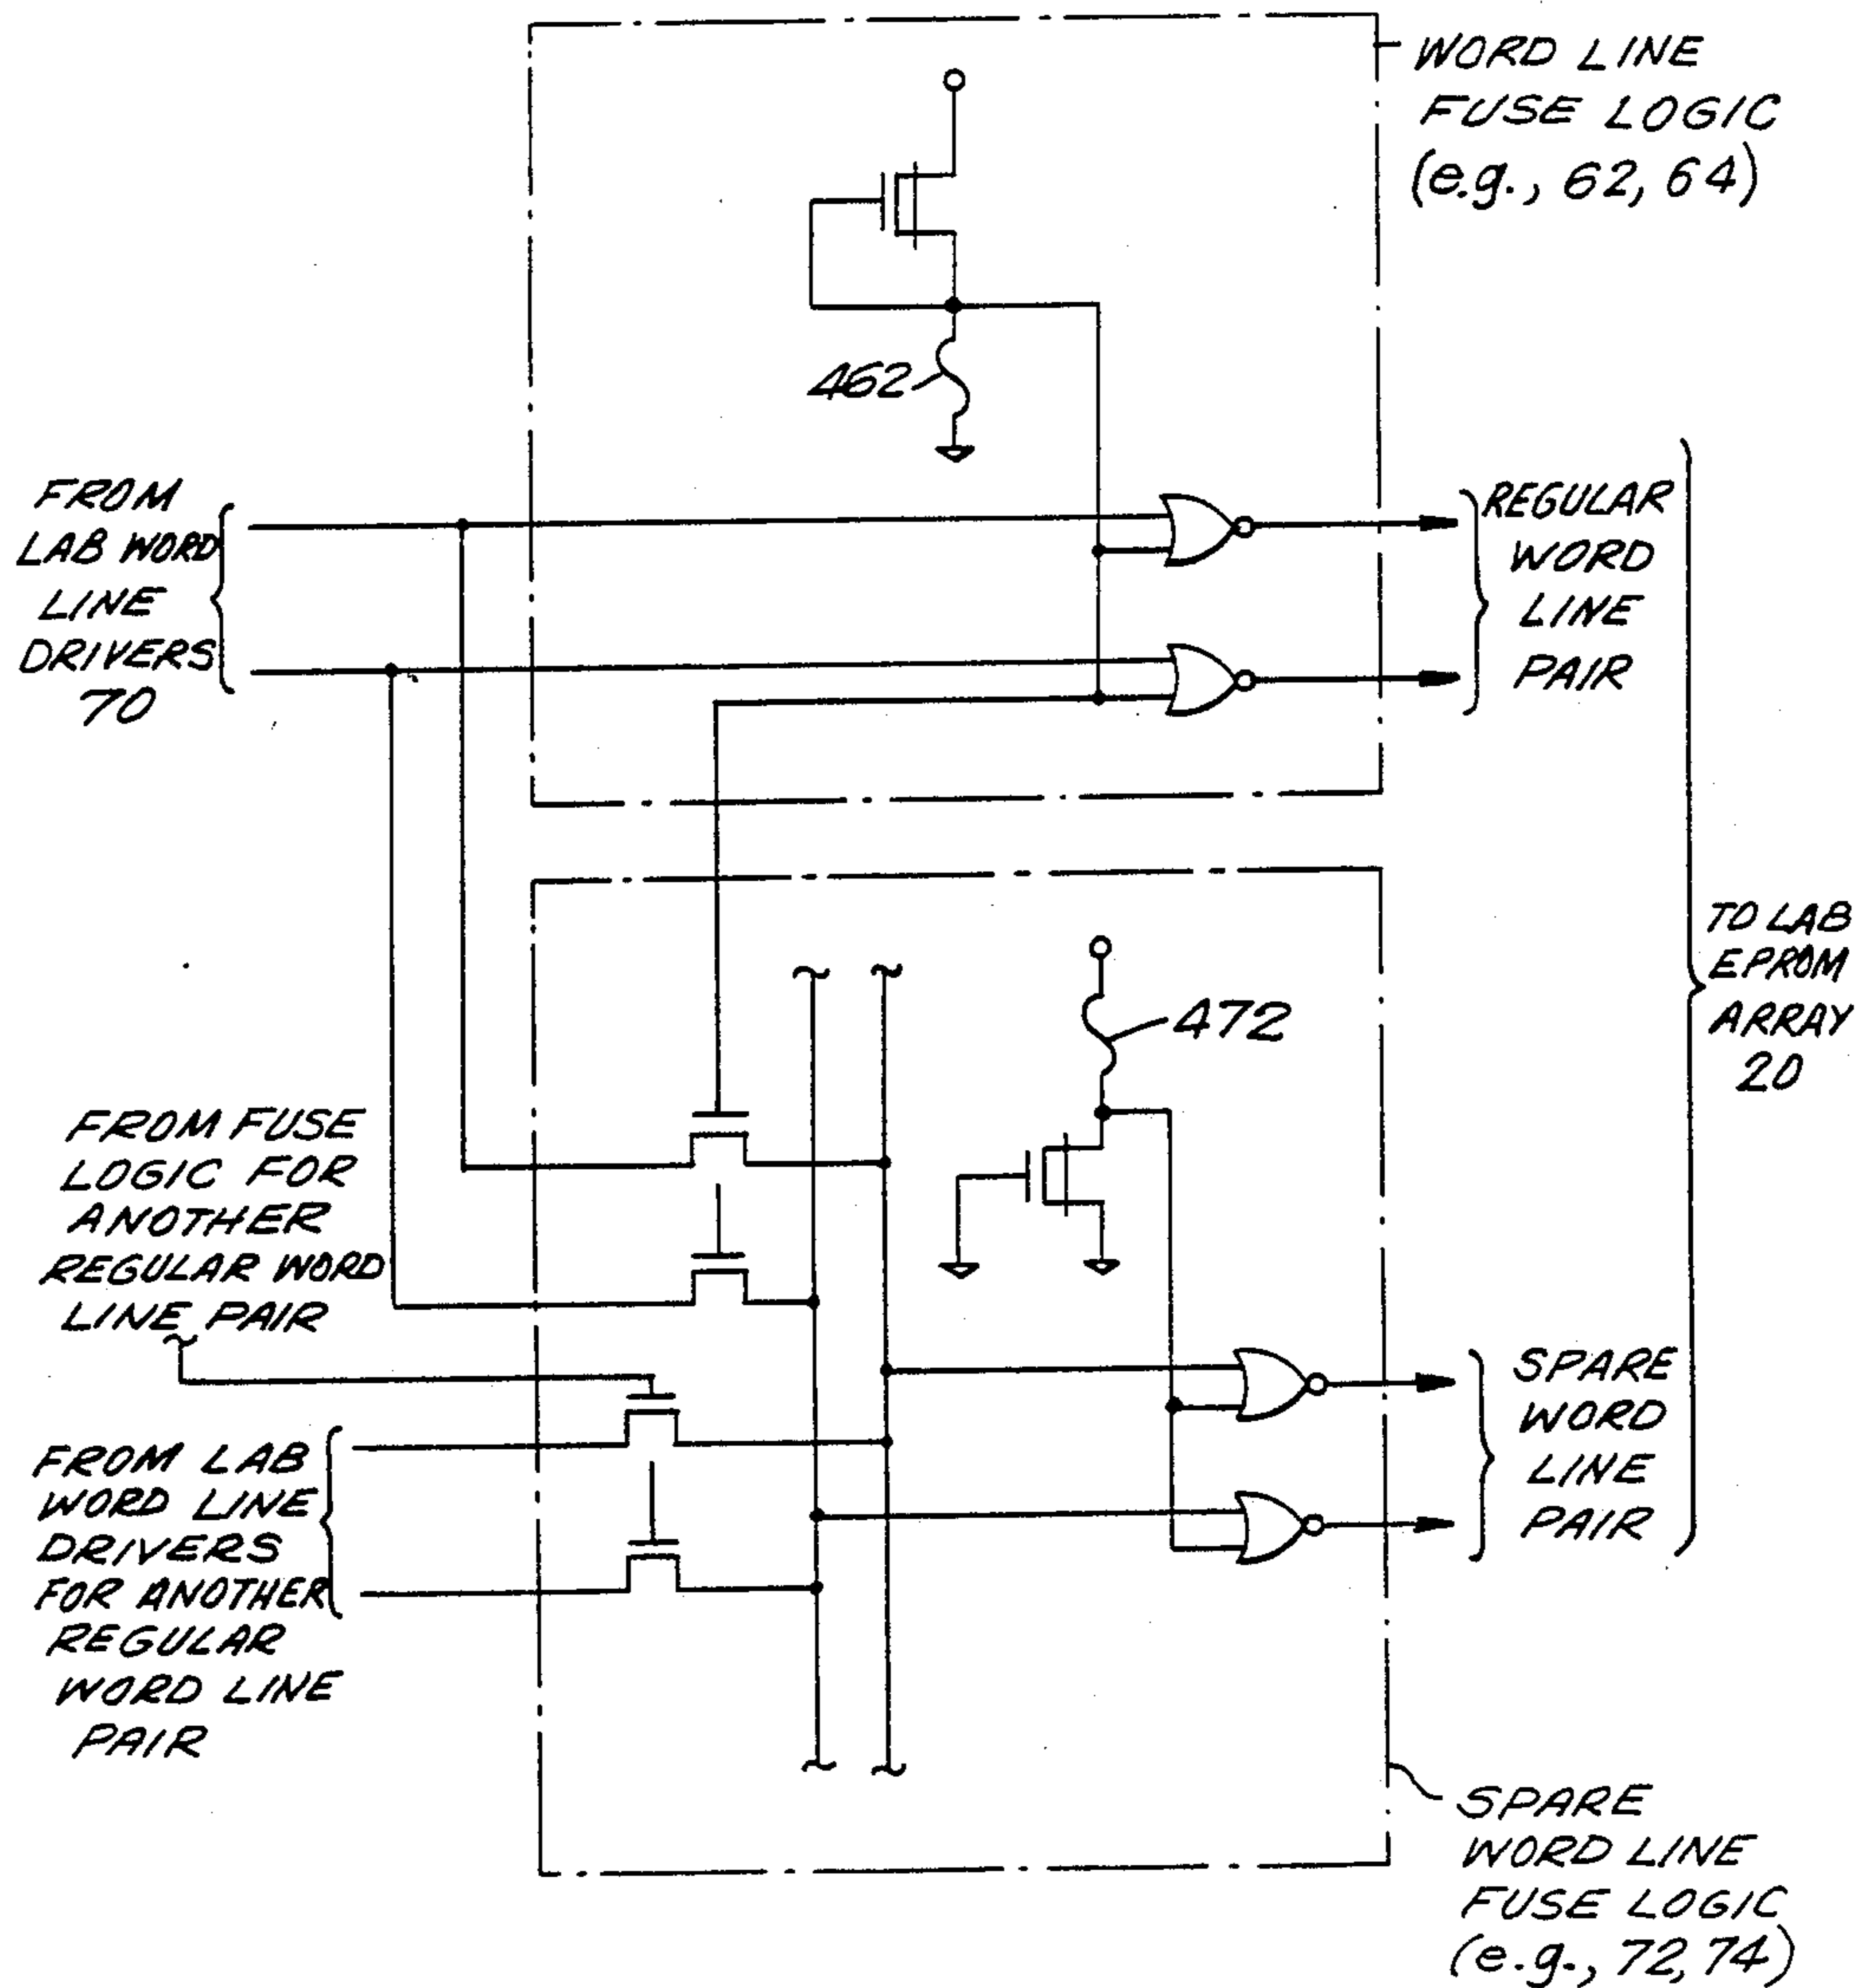 WORD LINE
FUSE LOGIC
(e.g., 62, 64)
462
FROM
LAB WORD
LINE
DRIVERS
70
REGULAR
WORD
LINE
PAIR
TO LAB
EPROM
ARRAY
20
472
FROM FUSE
LOGIC FOR
ANOTHER
REGULAR WORD
LINE PAIR
SPARE
WORD
LINE
PAIR
FROM LAB
WORD LINE
DRIVERS
FOR ANOTHER
REGULAR
WORD LINE
PAIR
SPARE
WORD LINE
FUSE LOGIC
(e.g., 72, 74)